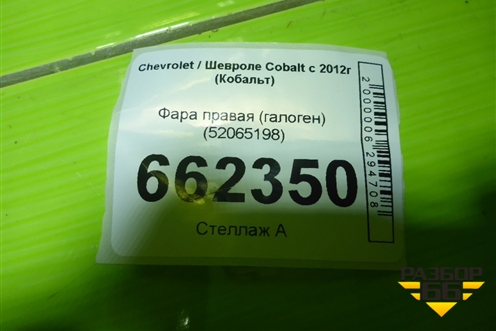 Chevrolet / Шевроле Cobalt с 2012г
(Кобальт)
Фара правая (галоген)
(52065198)
662350
Стеллаж А
2000006294708
РАЗБОР
66